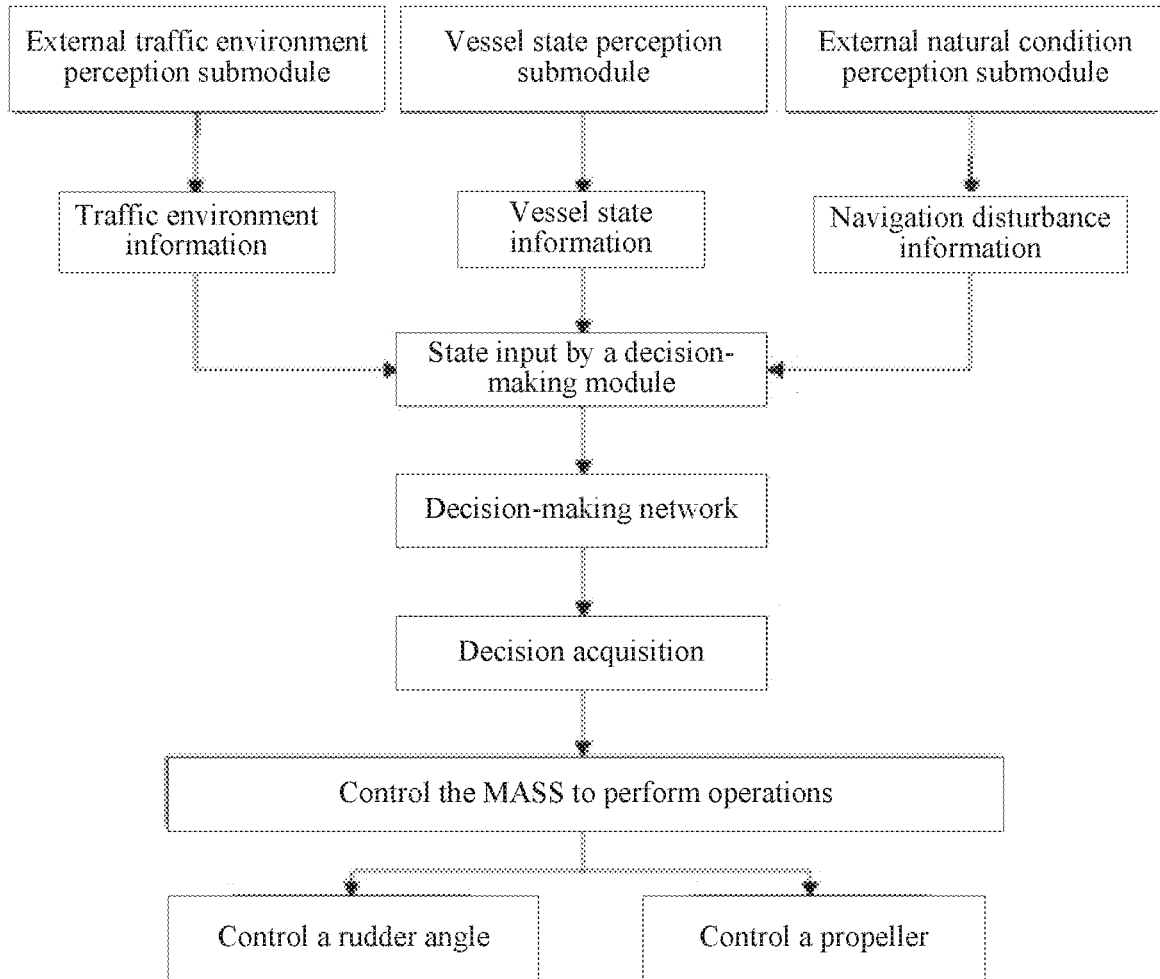 External traffic environment
perception submodule
Vessel state perception
submodule
External natural condition
perception submodule
Traffic environment
information
Vessel state
information
Navigation disturbance
information
State input by a decision-
making module
Decision-making network
Decision acquisition
Control the MASS to perform operations
Control a rudder angle
Control a propeller